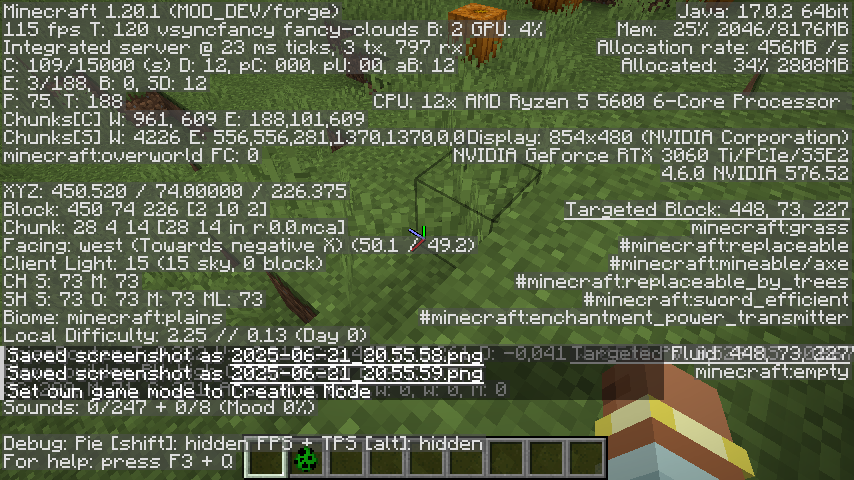 Minecraft 1.20.1 (MOD_DEV/forge)
115 fps T: 120 vsyncfancy fancy-clouds B: 2 GPU: 4%
Integrated server @ 23 ms ticks, 3 tx, 797 rx
C: 109/15000 (s) D: 12, pC: 000, pU: 00, aB: 12
E: 3/188, B: 0, SD: 12
P: 75. T: 188
Chunks[C] W: 961, 609 E: 188,101,609
Chunks[S] W: 4226 E: 556,556,281,1370,1370,0,0
minecraft:overworld FC: 0
XYZ: 450.520 / 74.00000 / 226.375
Block: 450 74 226 [2 10 2]
Chunk: 28 4 14 [28 14 in r.0.0.mca]
Facing: west (Towards negative X) (50.1 / 49.2)
Client Light: 15 (15 sky, 0 block)
CH S: 73 M: 73
SH S: 73 O: 73 M: 73 ML: 73
Biome: minecraft:plains
Local Difficulty: 2.25 // 0.13 (Day 0)
Saved screenshot as 2025-06-21_20.55.58.png
Saved screenshot as 2025-06-21_20.55.59.png
Set own game mode to Creative Mode
Sounds: 0/247 + 0/8 (Mood 0%)
Debug: Pie [shift]: hidden FPS + TPS [alt]: hidden
For help: press F3 + Q
Java: 17.0.2 64bit
Mem: 25% 2046/8176MB
Allocation rate: 456MB /s
Allocated: 34% 2808MB
CPU: 12x AMD Ryzen 5 5600 6-Core Processor
Display: 854x480 (NVIDIA Corporation)
NVIDIA GeForce RTX 3060 Ti/PCIe/SSE2
4.6.0 NVIDIA 576.52
Targeted Block: 448, 73, 227
minecraft:grass
#minecraft:replaceable
#minecraft:mineable/axe
#minecraft:replaceable_by_trees
#minecraft:sword_efficient
#minecraft:enchantment_power_transmitter
Targeted Fluid: 448, 73, 227
minecraft:empty